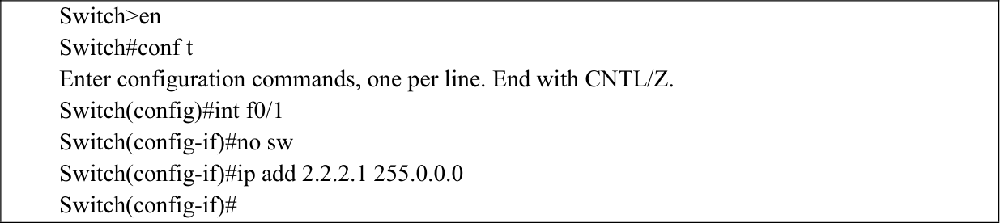 Switch>en
Switch#conf t
Enter configuration commands, one per line. End with CNTL/Z.
Switch(config)#int f0/1
Switch(config-if)#no sw
Switch(config-if)#ip add 2.2.2.1 255.0.0.0
Switch(config-if)#